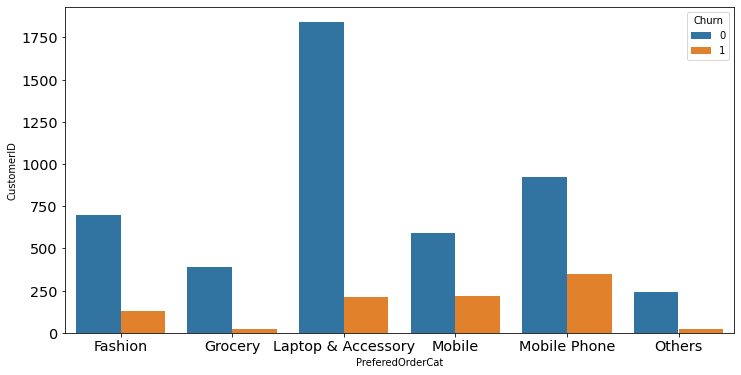 1750
1500
1250
1000
750
500
250
0
CustomerID
Churn
0
1
Fashion Grocery Laptop & Accessory Mobile Mobile Phone Others
PreferedOrderCat